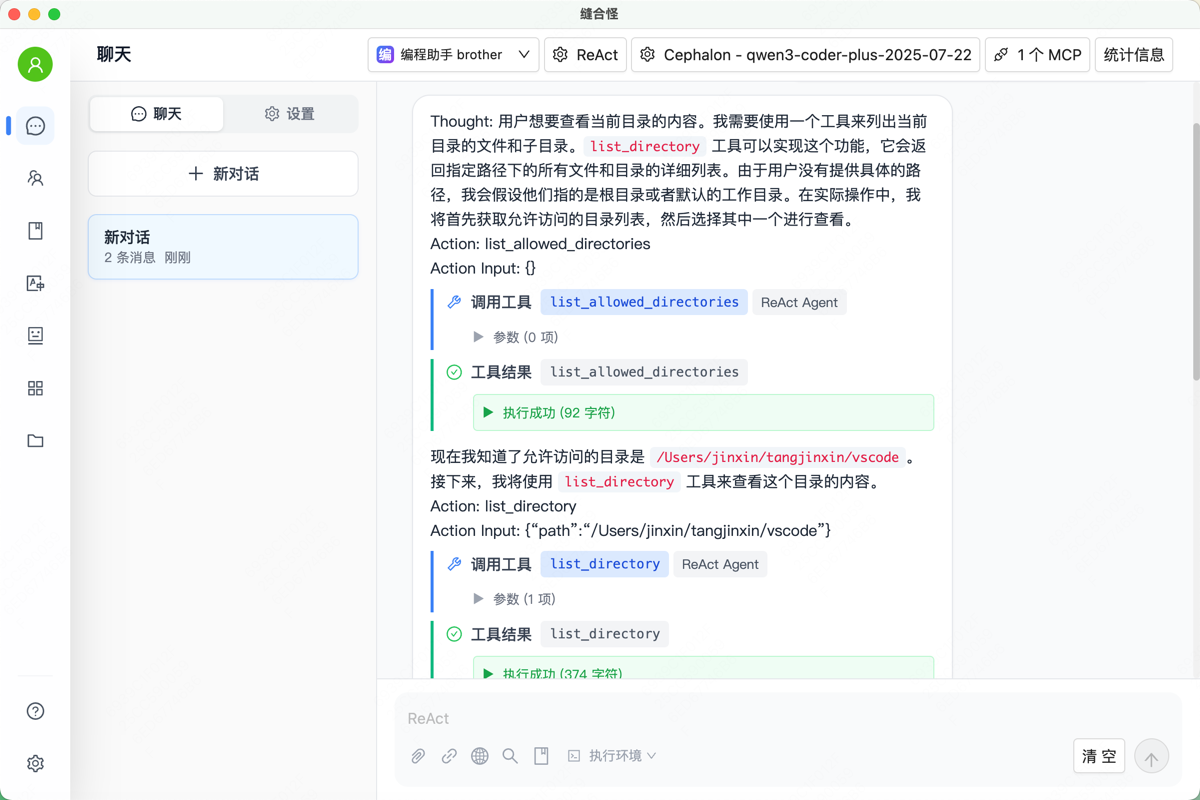 缝合怪
聊天
编 编程助手 brother
ReAct
Cephalon - qwen3-coder-plus-2025-07-22
1 个 MCP
统计信息
聊天
设置
新对话
新对话
2 条消息 刚刚
Thought: 用户想要查看当前目录的内容。我需要使用一个工具来列出当前
目录的文件和子目录。 list_directory 工具可以实现这个功能，它会返
回指定路径下的所有文件和目录的详细列表。由于用户没有提供具体的路
径，我会假设他们指的是根目录或者默认的工作目录。在实际操作中，我
将首先获取允许访问的目录列表，然后选择其中一个进行查看。
Action: list_allowed_directories
Action Input: {}
调用工具 list_allowed_directories ReAct Agent
参数 (0 项)
工具结果 list_allowed_directories
执行成功 (92 字符)
现在我知道了允许访问的目录是 /Users/jinxin/tangjinxin/vscode 。
接下来，我将使用 list_directory 工具来查看这个目录的内容。
Action: list_directory
Action Input: {“path”:“/Users/jinxin/tangjinxin/vscode”}
调用工具 list_directory ReAct Agent
参数 (1 项)
工具结果 list_directory
执行成功 (374 字符)
ReAct
执行环境
清 空